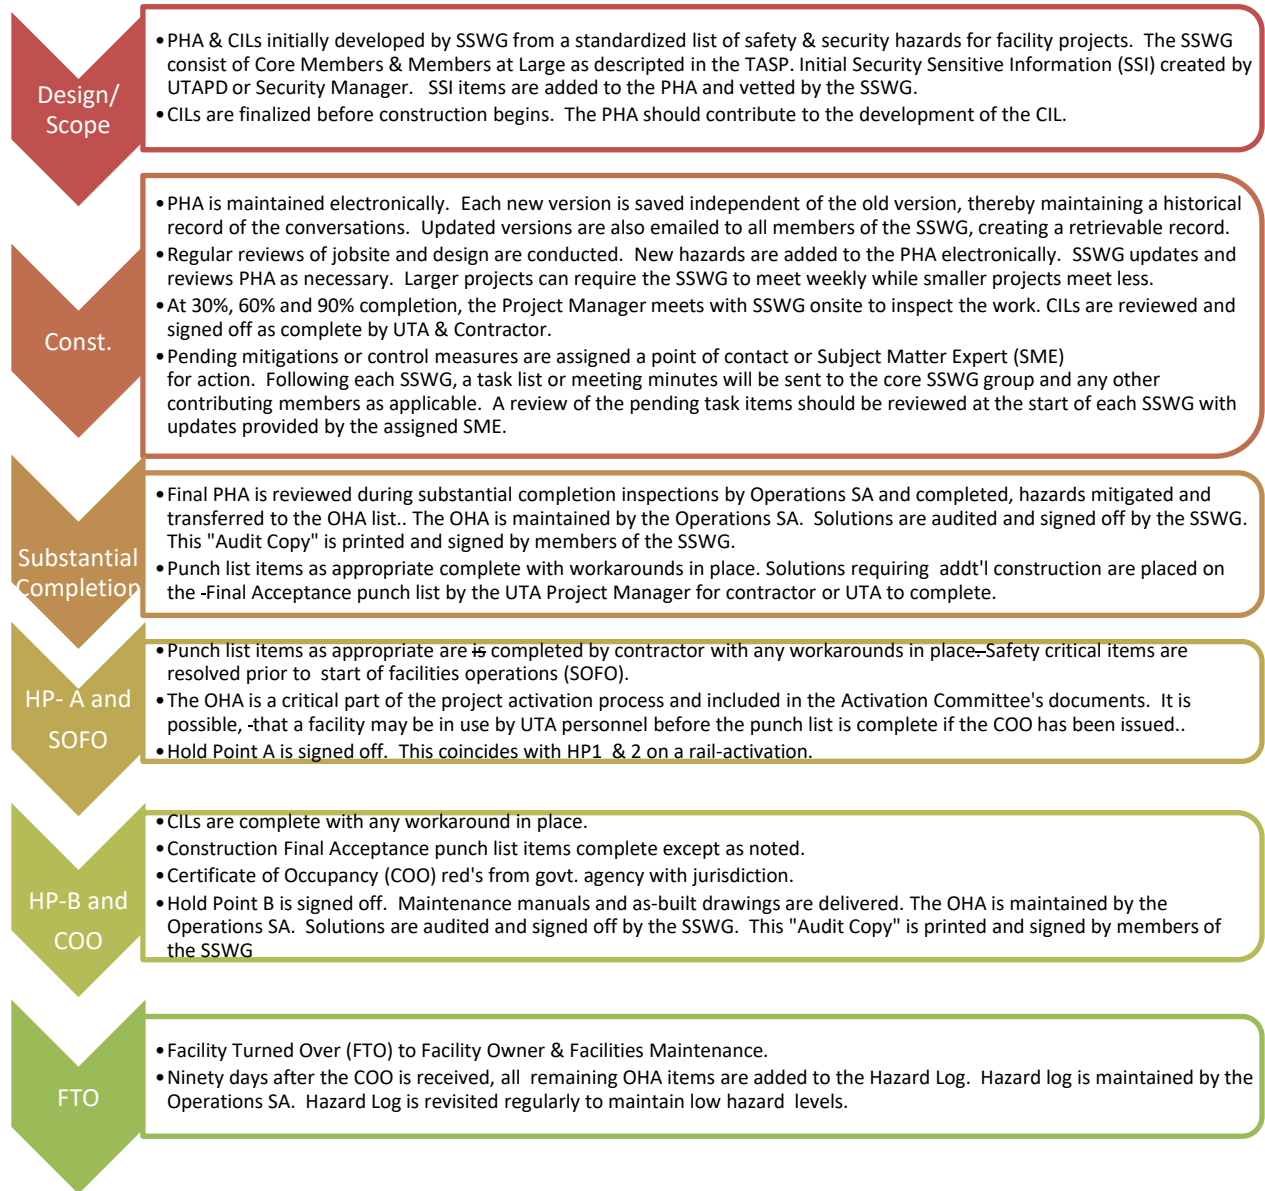 Design/
Scope
•PHA & CILs initially developed by SSWG from a standardized list of safety & security hazards for facility projects.  The SSWG
consist of Core Members & Members at Large as descripted in the TASP. Initial Security Sensitive Information (SSI) created by
UTAPD or Security Manager.   SSI items are added to the PHA and vetted by the SSWG.
•CILs are finalized before construction begins.  The PHA should contribute to the development of the CIL.
Const.
•PHA is maintained electronically.  Each new version is saved independent of the old version, thereby maintaining a historical
record of the conversations.  Updated versions are also emailed to all members of the SSWG, creating a retrievable record.
•Regular reviews of jobsite and design are conducted.  New hazards are added to the PHA electronically.  SSWG updates and
reviews PHA as necessary.  Larger projects can require the SSWG to meet weekly while smaller projects meet less.
•At 30%, 60% and 90% completion, the Project Manager meets with SSWG onsite to inspect the work. CILs are reviewed and
signed off as complete by UTA & Contractor.
•Pending mitigations or control measures are assigned a point of contact or Subject Matter Expert (SME)
for action.  Following each SSWG, a task list or meeting minutes will be sent to the core SSWG group and any other
contributing members as applicable.  A review of the pending task items should be reviewed at the start of each SSWG with
updates provided by the assigned SME.
Substantial
Completion
•Final PHA is reviewed during substantial completion inspections by Operations SA and completed, hazards mitigated and
transferred to the OHA list.. The OHA is maintained by the Operations SA.  Solutions are audited and signed off by the SSWG.
This "Audit Copy" is printed and signed by members of the SSWG.
•Punch list items as appropriate complete with workarounds in place. Solutions requiring  addt'l construction are placed on
the -Final Acceptance punch list by the UTA Project Manager for contractor or UTA to complete.
HP- A and
SOFO
•Punch list items as appropriate are is completed by contractor with any workarounds in place.-Safety critical items are
resolved prior to  start of facilities operations (SOFO).
•The OHA is a critical part of the project activation process and included in the Activation Committee's documents.  It is
possible, -that a facility may be in use by UTA personnel before the punch list is complete if the COO has been issued..
•Hold Point A is signed off.  This coincides with HP1  & 2 on a rail-activation.
HP-B and
COO
•CILs are complete with any workaround in place.
•Construction Final Acceptance punch list items complete except as noted.
•Certificate of Occupancy (COO) red's from govt. agency with jurisdiction.
•Hold Point B is signed off.  Maintenance manuals and as-built drawings are delivered. The OHA is maintained by the
Operations SA.  Solutions are audited and signed off by the SSWG.  This "Audit Copy" is printed and signed by members of
the SSWG
FTO
•Facility Turned Over (FTO) to Facility Owner & Facilities Maintenance.
•Ninety days after the COO is received, all  remaining OHA items are added to the Hazard Log.  Hazard log is maintained by the
Operations SA.  Hazard Log is revisited regularly to maintain low hazard  levels.